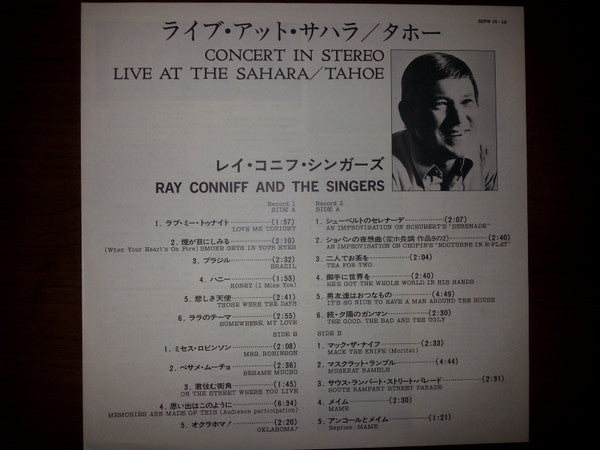 SOPW 15-16
ライブ・アット・サハラ／タホー
CONCERT IN STEREO
LIVE AT THE SAHARA/TAHOE
レイ・コニフ・シンガーズ
RAY CONNIFF AND THE SINGERS
Record 1
SIDE A
1. ラブ・ミー・トゥナイト (1:57)
LOVE ME TONIGHT
2. 煙が目にしみる (2:10)
(When Your Heart's On Fire) SMOKE GETS IN YOUR EYES
3. ブラジル (2:32)
BRAZIL
4. ハニー (1:53)
HONEY (I Miss You)
5. 悲しき天使 (2:41)
THOSE WERE THE DAYS
6. ララのテーマ (2:55)
SOMEWHERE, MY LOVE
SIDE B
1. ミセス・ロビンソン (2:08)
MRS. ROBINSON
2. ベサメ・ムーチョ (2:36)
BESAME MUCHO
3. 君住む街角 (1:45)
ON THE STREET WHERE YOU LIVE
4. 思い出はこのように (6:34)
MEMORIES ARE MADE OF THIS (Audience participation)
5. オクラホマ！ (2:20)
OKLAHOMA!
Record 2
SIDE A
1. シューベルトのセレナーデ (2:07)
AN IMPROVISATION ON SCHUBERT'S "SERENADE"
2. ショパンの夜想曲(変ホ長調 作品9の2) (2:40)
AN IMPROVISATION ON CHOPIN'S "NOCTURNE IN E-FLAT"
3. 二人でお茶を (2:04)
TEA FOR TWO
4. 御手に世界を (2:40)
HE'S GOT THE WHOLE WORLD IN HIS HANDS
5. 男友達はおつなもの (4:49)
IT'S SO NICE TO HAVE A MAN AROUND THE HOUSE
6. 続・夕陽のガンマン (2:30)
THE GOOD, THE BAD AND THE UGLY
SIDE B
1. マック・ザ・ナイフ (2:33)
MACK THE KNIFE (Moritat)
2. マスクラット・ランブル (4:44)
MUSKRAT RAMBLE
3. サウス・ランパート・ストリート・パレード (2:31)
SOUTE RAMPART STREET PARADE
4. メイム (2:30)
MAME
5. アンコールとメイム (1:21)
Reprise: MAME